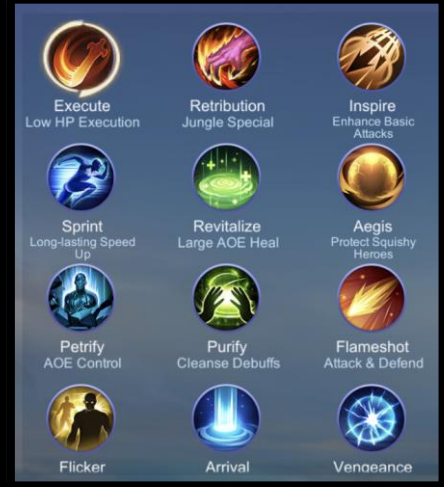 Execute
Low HP Execution
Retribution
Jungle Special
Inspire
Enhance Basic
Attacks
Sprint
Long-lasting Speed
Up
Revitalize
Large AOE Heal
Aegis
Protect Squishy
Heroes
Petrify
AOE Control
Purify
Cleanse Debuffs
Flameshot
Attack & Defend
Flicker
Arrival
Vengeance